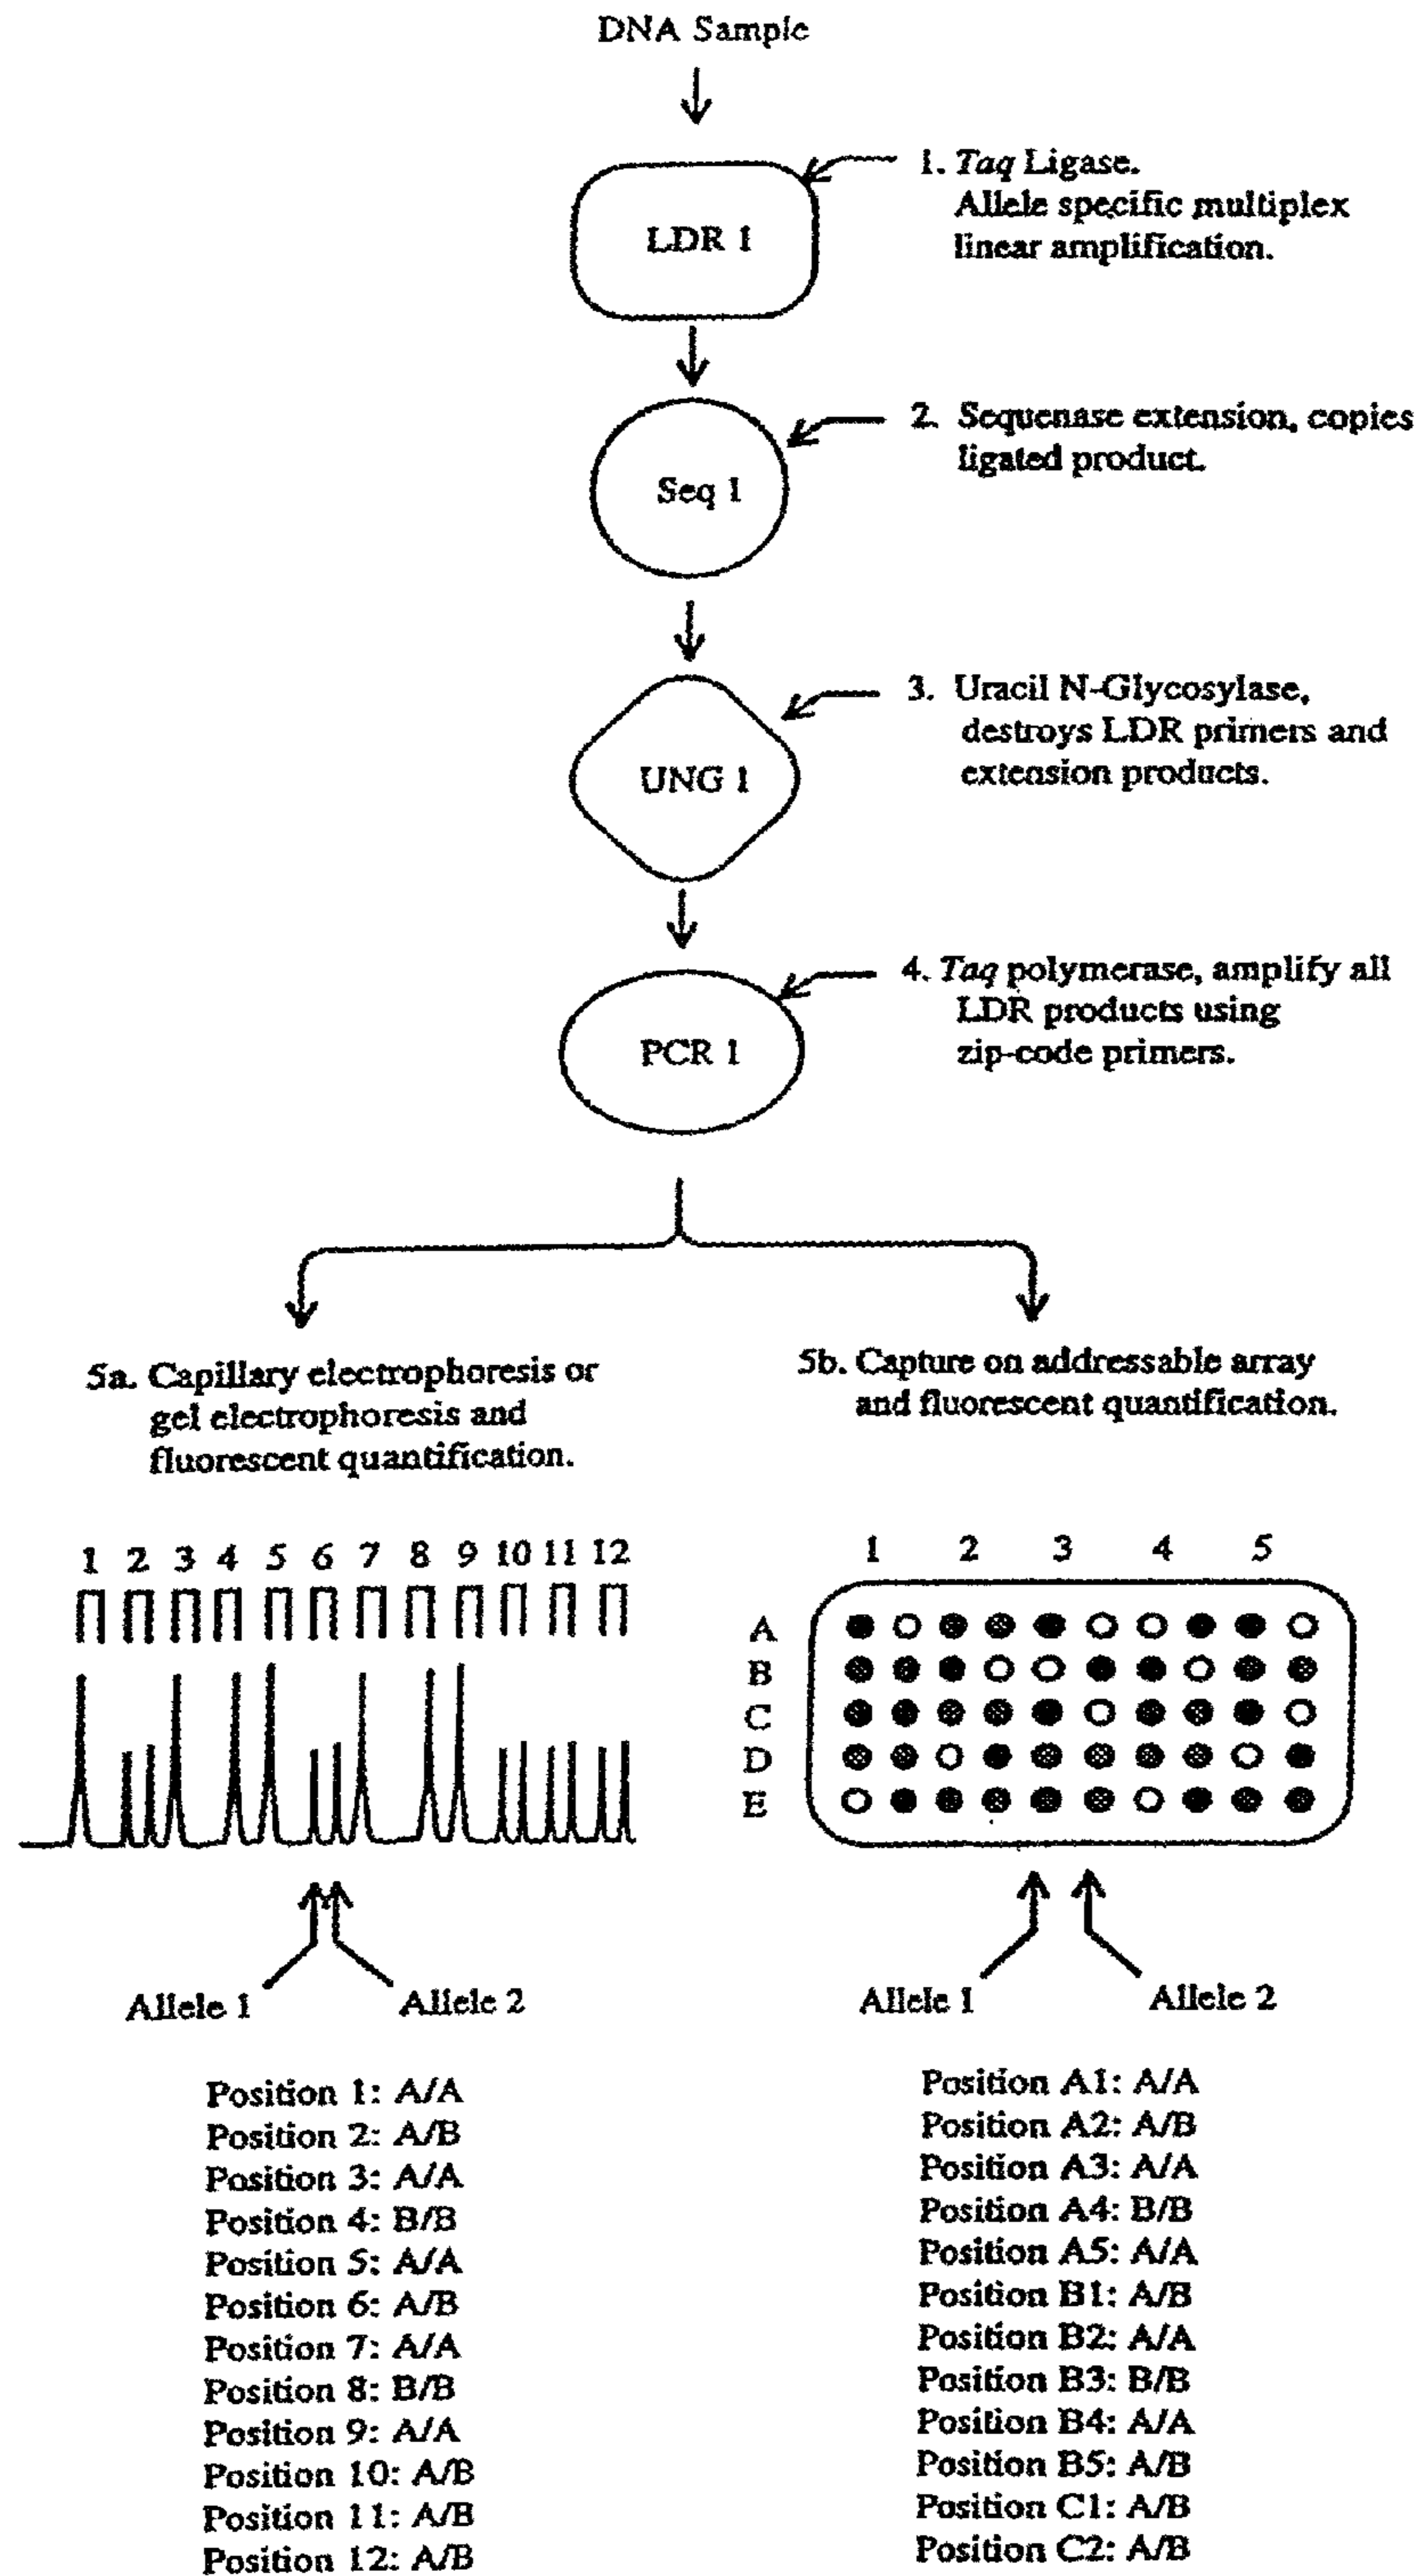 DNA Sample
1. Taq Ligase.
Allele specific multiplex
linear amplification.
LDR 1
2. Sequenase extension, copies
ligated product.
Seq 1
3. Uracil N-Glycosylase,
destroys LDR primers and
extension products.
UNG 1
4. Taq polymerase, amplify all
LDR products using
zip-code primers.
PCR 1
5a. Capillary electrophoresis or
gel electrophoresis and
fluorescent quantification.
1 2 3 4 5 6 7 8 9 10 11 12
Allele 1 Allele 2
Position 1: A/A
Position 2: A/B
Position 3: A/A
Position 4: B/B
Position 5: A/A
Position 6: A/B
Position 7: A/A
Position 8: B/B
Position 9: A/A
Position 10: A/B
Position 11: A/B
Position 12: A/B
5b. Capture on addressable array
and fluorescent quantification.
1 2 3 4 5
A
B
C
D
E
Allele 1 Allele 2
Position A1: A/A
Position A2: A/B
Position A3: A/A
Position A4: B/B
Position A5: A/A
Position B1: A/B
Position B2: A/A
Position B3: B/B
Position B4: A/A
Position B5: A/B
Position C1: A/B
Position C2: A/B